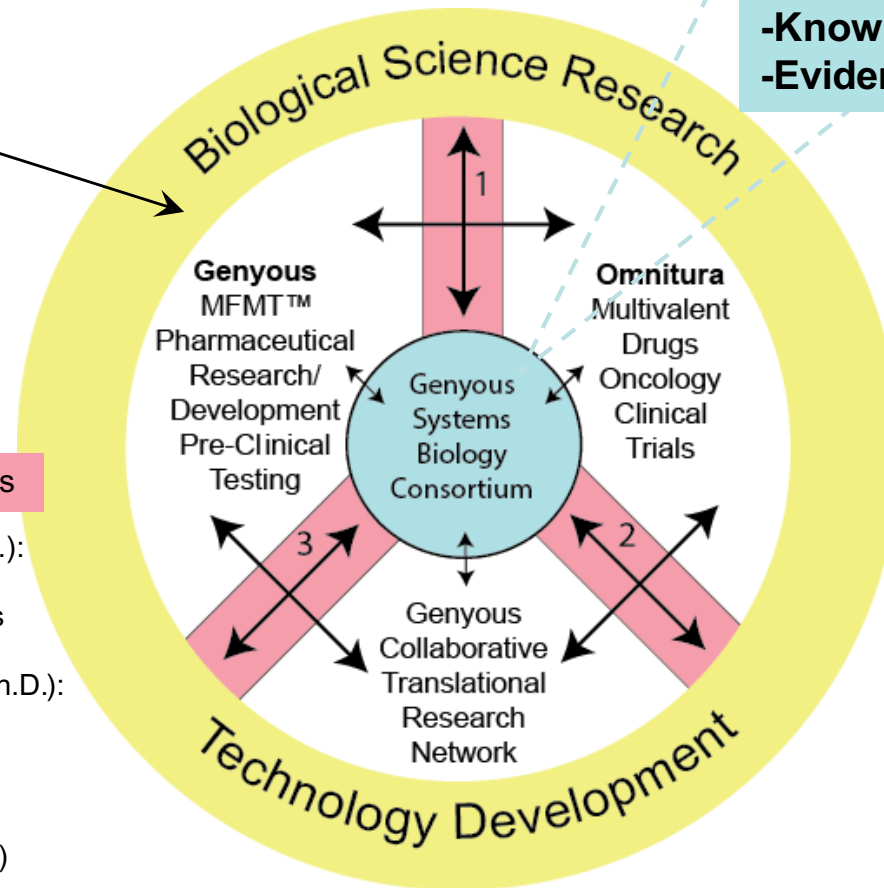 -Know
-Eviden
Biological Science Research
1
Genyous
MFMT™
Pharmaceutical
Research/
Development
Pre-Clinical
Testing
Omnitura
Multivalent
Drugs
Oncology
Clinical
Trials
Genyous
Systems
Biology
Consortium
s
.):
3
2
s
n.D.):
Genyous
Collaborative
Translational
Research
Network
Technology Development
)